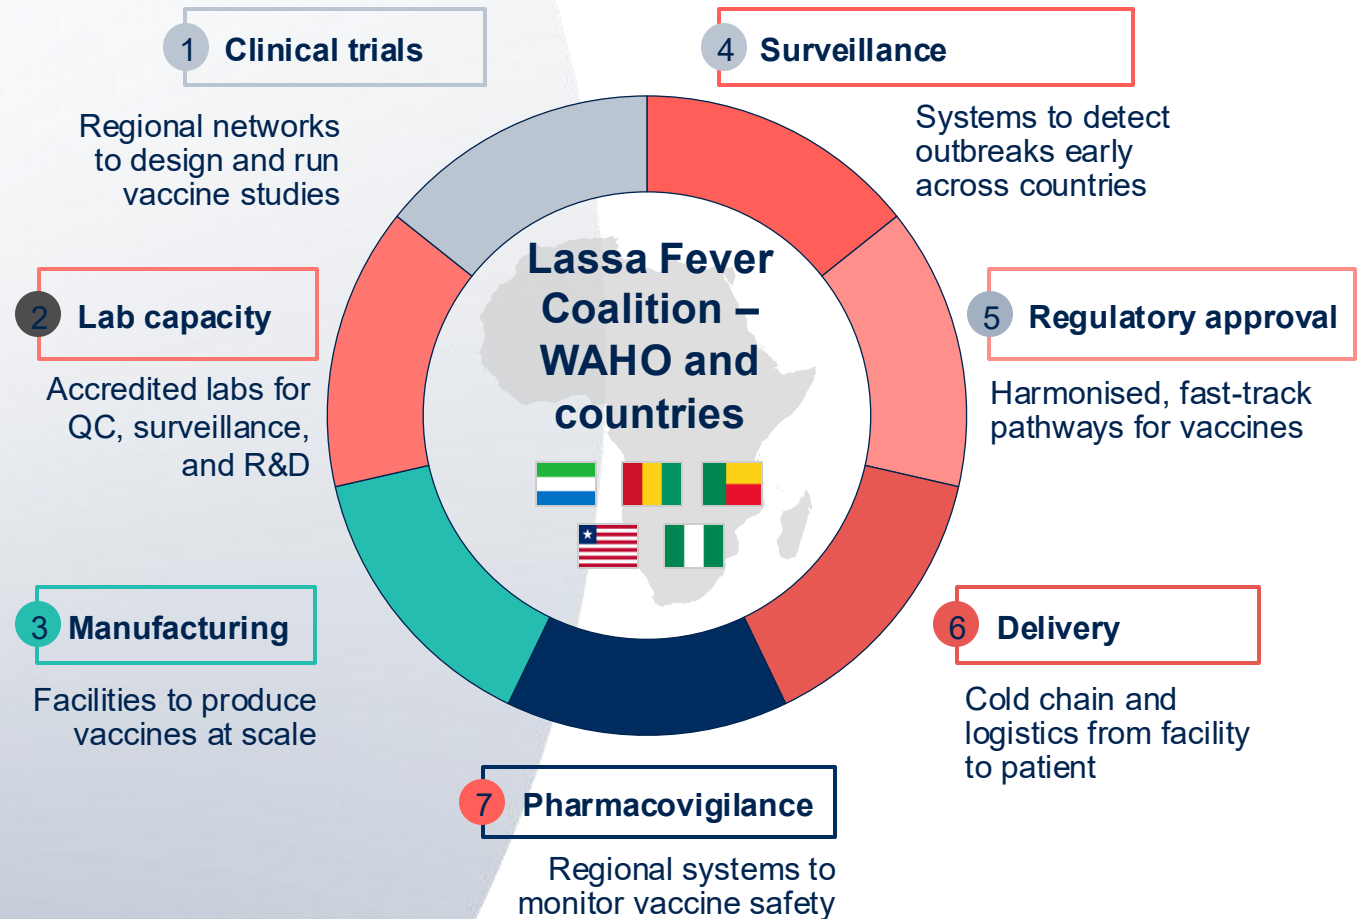 1 Clinical trials
Regional networks
to design and run
vaccine studies
2 Lab capacity
Accredited labs for
QC, surveillance,
and R&D
3 Manufacturing
Facilities to produce
vaccines at scale
4 Surveillance
Systems to detect
outbreaks early
across countries
5 Regulatory approval
Harmonised, fast-track
pathways for vaccines
6 Delivery
Cold chain and
logistics from facility
to patient
7 Pharmacovigilance
Regional systems to
monitor vaccine safety
Lassa Fever
Coalition –
WAHO and
countries